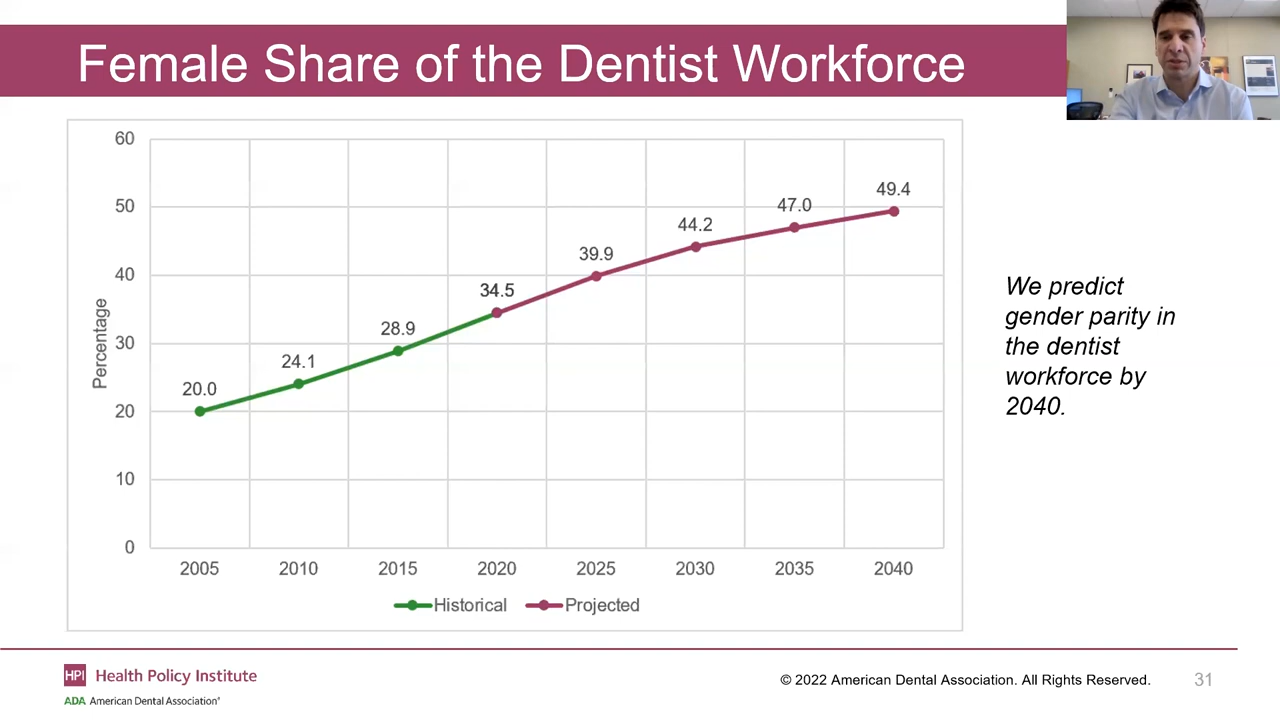 Female Share of the Dentist Workforce
60
50
40
30
20
10
0
Percentage
20.0
24.1
28.9
34.5
39.9
44.2
47.0
49.4
2005 2010 2015 2020 2025 2030 2035 2040
Historical Projected
We predict
gender parity in
the dentist
workforce by
2040.
HPI Health Policy Institute
ADA American Dental Association®
© 2022 American Dental Association. All Rights Reserved.
31